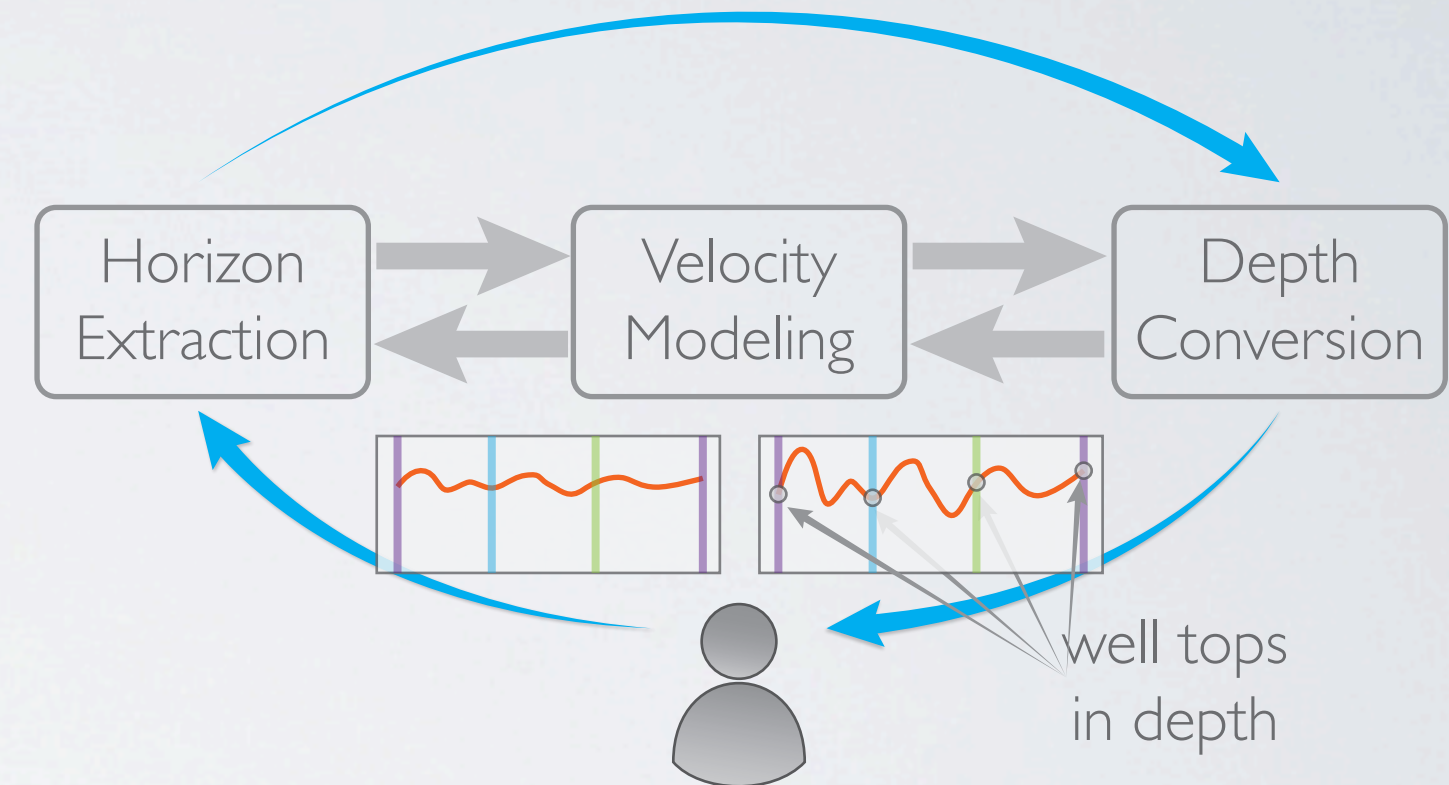 Horizon
Extraction
Velocity
Modeling
Depth
Conversion
well tops
in depth